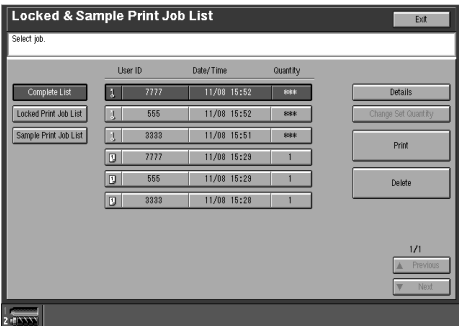 Locked & Sample Print Job List
Exit
Select job.
User ID Date/Time Quantity
Complete List 7777 11/08 15:52 *** Details
Locked Print Job List 555 11/08 15:52 *** Change Set Quantity
Sample Print Job List 3333 11/08 15:51 ***
Print
7777 11/08 15:29 1
555 11/08 15:29 1
Delete
3333 11/08 15:28 1
1/1
▲ Previous
▼ Next
2